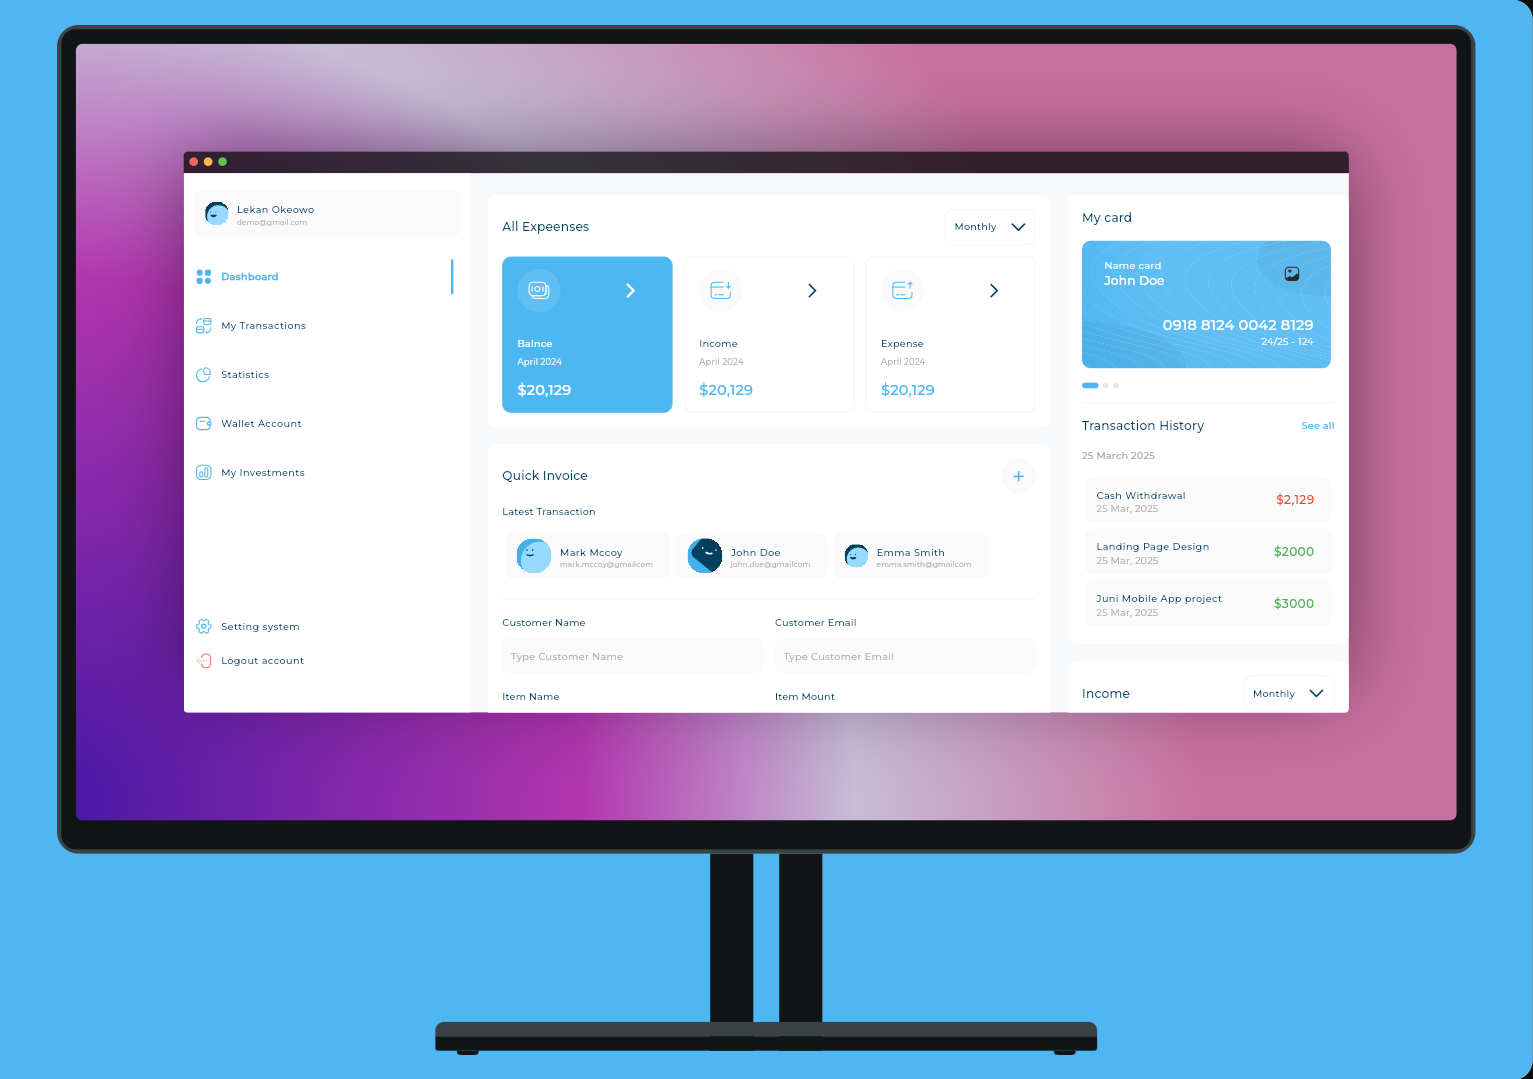 Lekan Okeowo
demo@gmail.com
Dashboard
My Transactions
Statistics
Wallet Account
My Investments
Setting system
Logout account
All Expeenses
Monthly
Balnce
April 2024
$20,129
Income
April 2024
$20,129
Expense
April 2024
$20,129
Quick Invoice
Latest Transaction
Mark Mccoy
mark.mccoy@gmailcom
John Doe
john.doe@gmailcom
Emma Smith
emma.smith@gmailcom
Customer Name
Customer Email
Type Customer Name
Type Customer Email
Item Name
Item Mount
My card
Name card
John Doe
0918 8124 0042 8129
24/25 - 124
Transaction History
See all
25 March 2025
Cash Withdrawal
25 Mar, 2025
$2,129
Landing Page Design
25 Mar, 2025
$2000
Juni Mobile App project
25 Mar, 2025
$3000
Income
Monthly